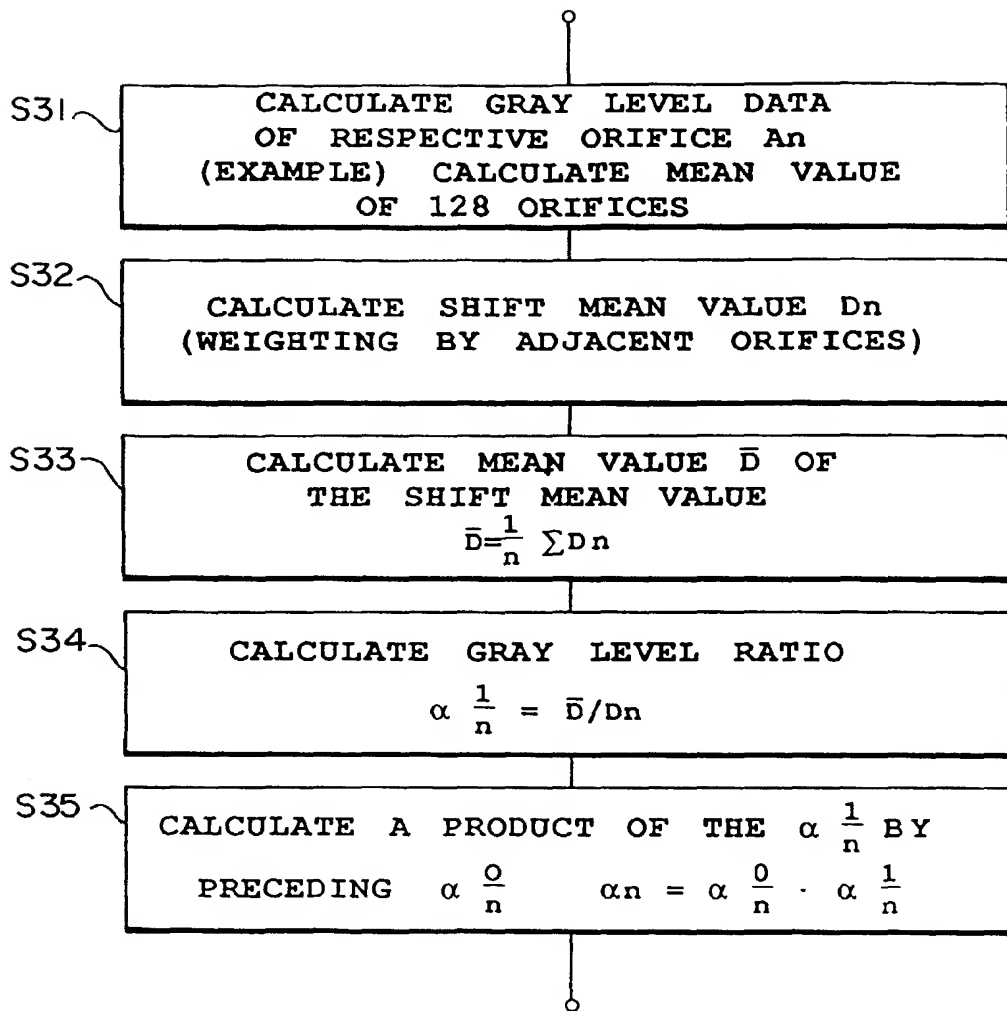 S31
CALCULATE GRAY LEVEL DATA
OF RESPECTIVE ORIFICE An
(EXAMPLE) CALCULATE MEAN VALUE
OF 128 ORIFICES
S32
CALCULATE SHIFT MEAN VALUE Dn
(WEIGHTING BY ADJACENT ORIFICES)
S33
CALCULATE MEAN VALUE D̅ OF
THE SHIFT MEAN VALUE
D̅=1/n ∑Dn
S34
CALCULATE GRAY LEVEL RATIO
α 1/n = D̅/Dn
S35
CALCULATE A PRODUCT OF THE α 1/n BY
PRECEDING α 0/n αn = α 0/n · α 1/n